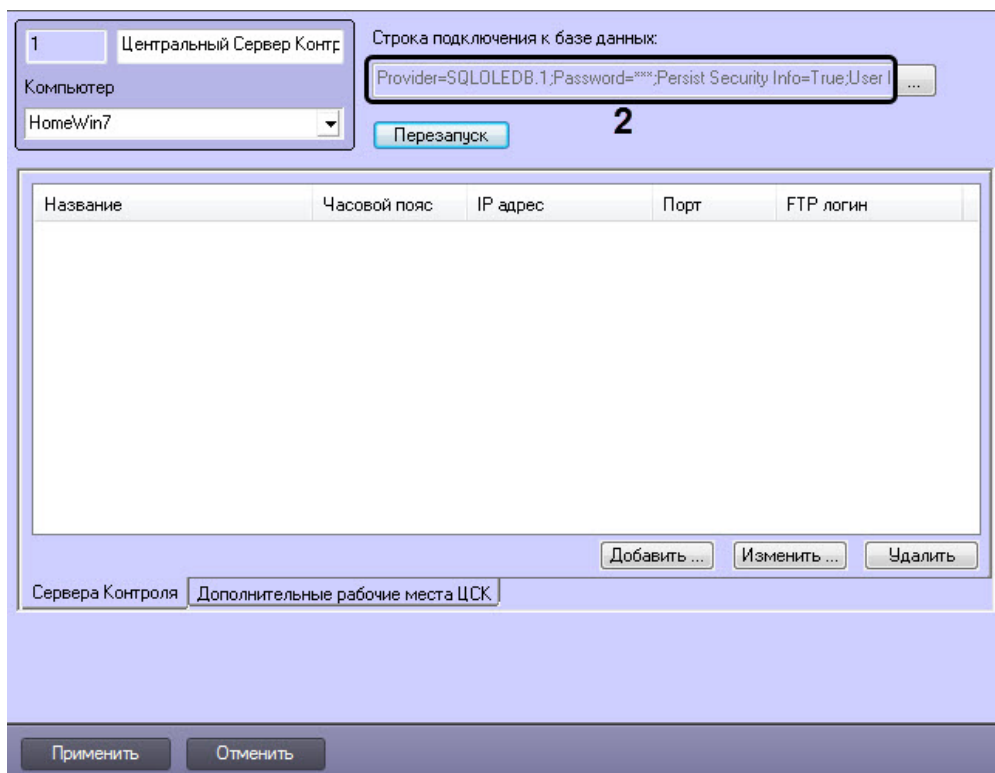 1 Центральный Сервер Контр
Строка подключения к базе данных:
Provider=SQLOLEDB.1;Password=***;Persist Security Info=True;User I
...
Компьютер
HomeWin7
Перезапуск
2
Название Часовой пояс IP адрес Порт FTP логин
Добавить ... Изменить ... Удалить
Сервера Контроля Дополнительные рабочие места ЦСК
Применить Отменить